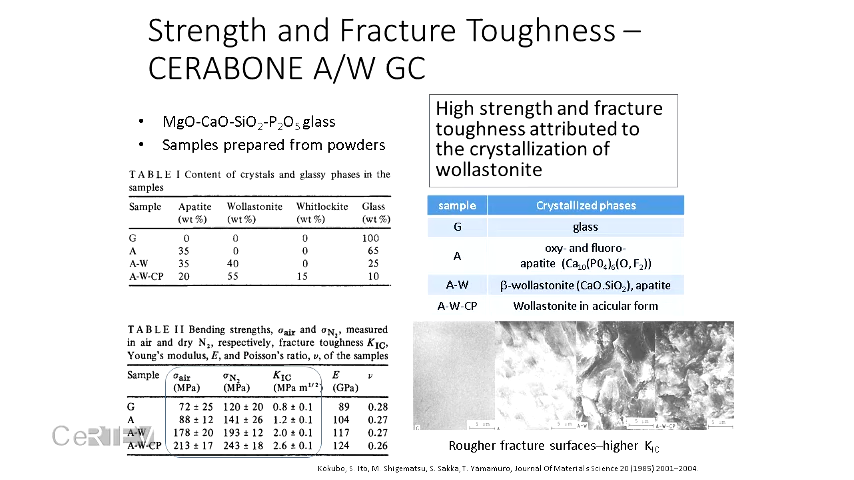 Strength and Fracture Toughness –
CERABONE A/W GC
• MgO-CaO-SiO2-P2O5 glass
• Samples prepared from powders
TABLE I Content of crystals and glassy phases in the
samples
Sample Apatite Wollastonite Whitlockite Glass
(wt %) (wt %) (wt %) (wt %)
G 0 0 0 100
A 35 0 0 65
A-W 35 40 0 25
A-W-CP 20 55 15 10
TABLE II Bending strengths, σair and σN2, measured
in air and dry N2, respectively, fracture toughness KIC,
Young's modulus, E, and Poisson's ratio, ν, of the samples
Sample σair σN2 KIC E ν
(MPa) (MPa) (MPa m1/2) (GPa)
G 72 ± 25 120 ± 20 0.8 ± 0.1 89 0.28
A 88 ± 12 141 ± 26 1.2 ± 0.1 104 0.27
A-W 178 ± 20 193 ± 12 2.0 ± 0.1 117 0.27
A-W-CP 213 ± 17 243 ± 18 2.6 ± 0.1 124 0.26
High strength and fracture
toughness attributed to
the crystallization of
wollastonite
sample Crystallized phases
G glass
A oxy- and fluoro-
apatite (Ca10(PO4)6(O, F2))
A-W β-wollastonite (CaO.SiO2), apatite
A-W-CP Wollastonite in acicular form
G A A-W A-W-CP
Rougher fracture surfaces–higher KIC
Kokubo, S. Ito, M. Shigematsu, S. Sakka, T. Yamamuro, Journal Of Materials Science 20 (1985) 2001–2004.